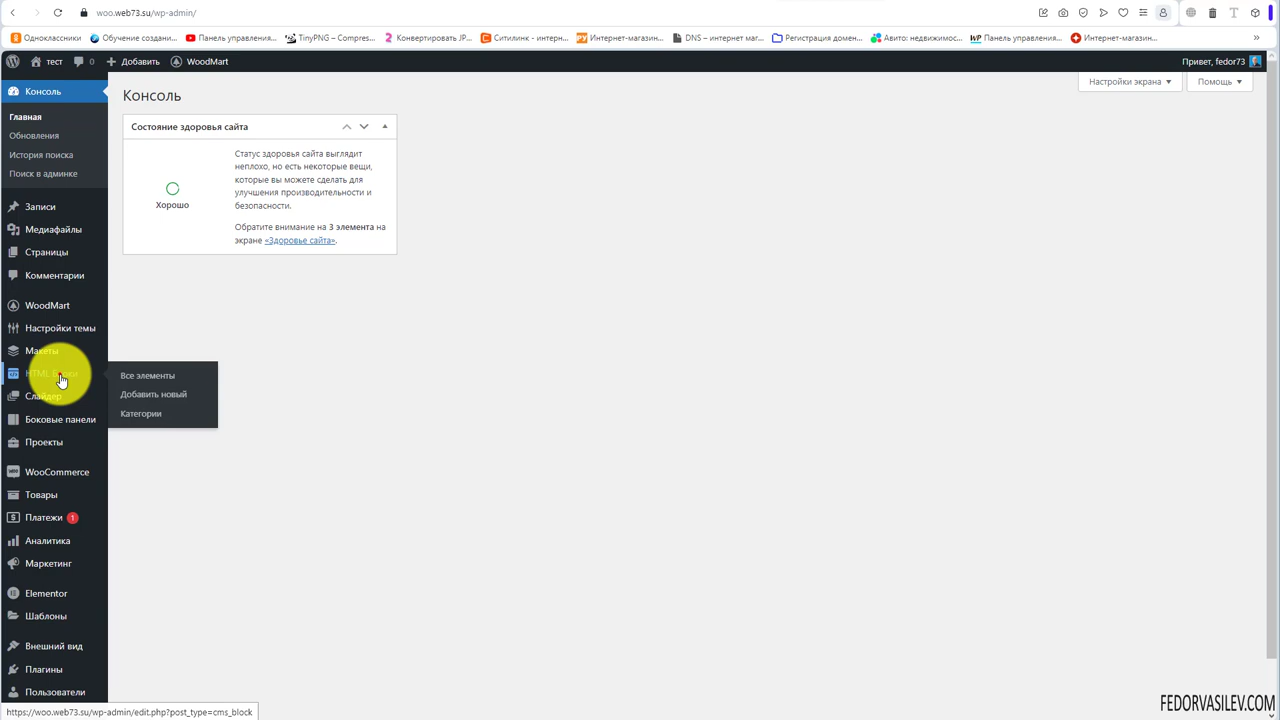 woo.web73.su/wp-admin/
Одноклассники
Обучение создани...
Панель управления...
TinyPNG – Compres...
Конвертировать JP...
Ситилинк - интерн...
Интернет-магазин...
DNS – интернет маг...
Регистрация домен...
Авито: недвижимос...
Панель управления...
Интернет-магазин...
тест
0
Добавить
WoodMart
Привет, fedor73
Консоль
Консоль
Настройки экрана
Помощь
Главная
Обновления
История поиска
Поиск в админке
Записи
Медиафайлы
Страницы
Комментарии
WoodMart
Настройки темы
Макеты
HTML Блоки
Слайдер
Боковые панели
Проекты
WooCommerce
Товары
Платежи 1
Аналитика
Маркетинг
Elementor
Шаблоны
Внешний вид
Плагины
Пользователи
Все элементы
Добавить новый
Категории
Состояние здоровья сайта
Хорошо
Статус здоровья сайта выглядит
неплохо, но есть некоторые вещи,
которые вы можете сделать для
улучшения производительности и
безопасности.
Обратите внимание на 3 элемента на
экране «Здоровье сайта».
https://woo.web73.su/wp-admin/edit.php?post_type=cms_block
FEDORVASILEV.COM